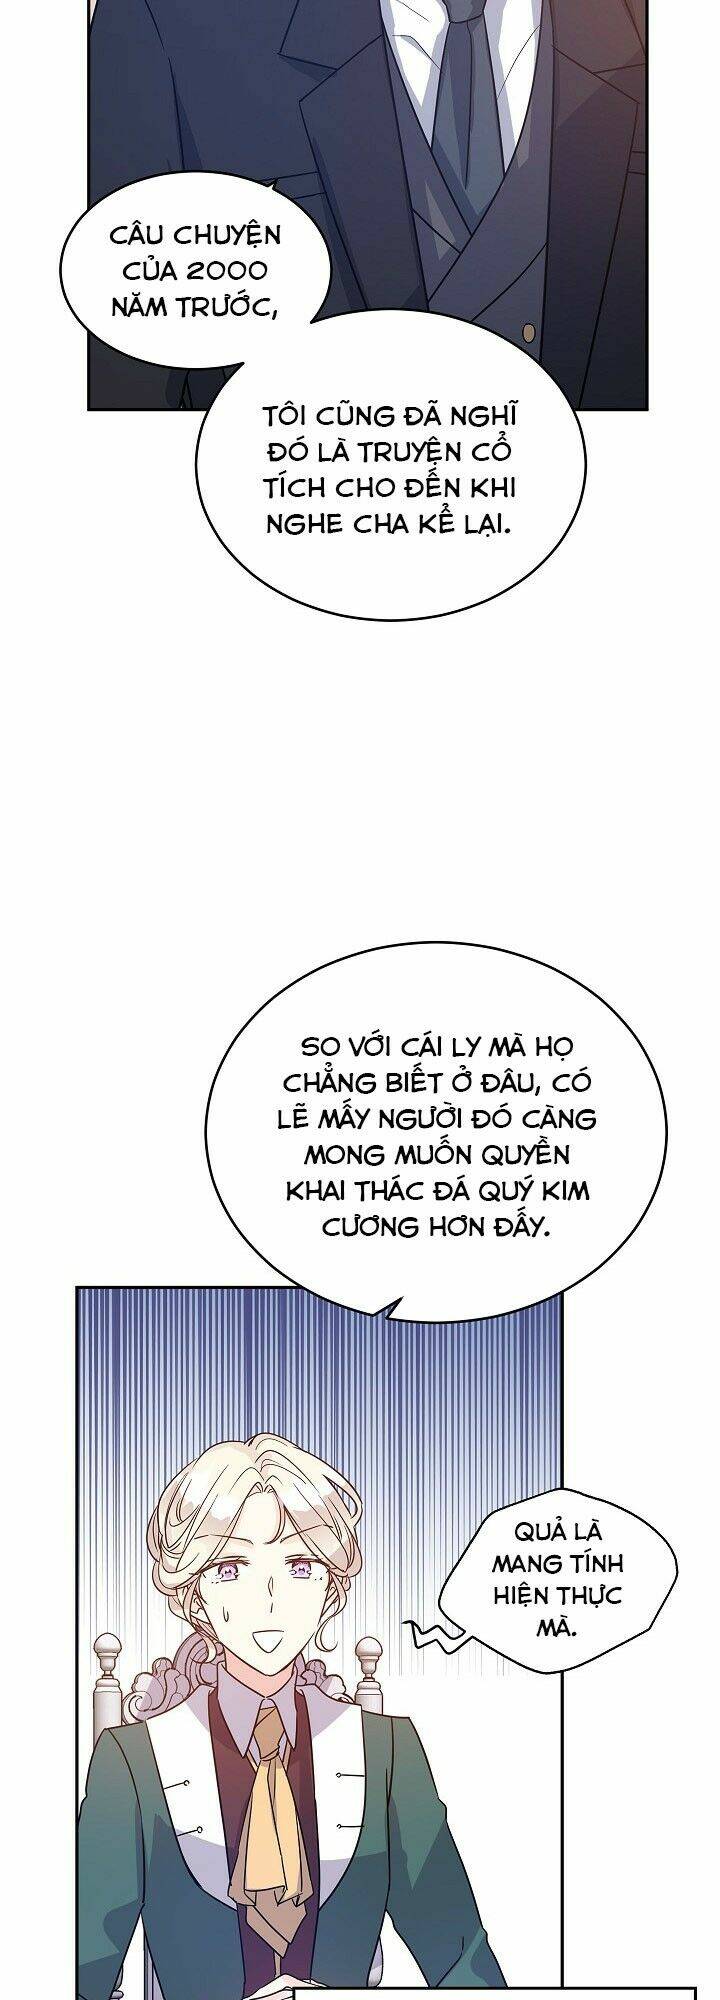 CÂU CHUYỆN
CỦA 2000
NĂM TRƯỚC,
TÔI CŨNG ĐÃ NGHĨ
ĐÓ LÀ TRUYỆN CỔ
TÍCH CHO ĐẾN KHI
NGHE CHA KỂ LẠI.
SO VỚI CÁI LY MÀ HỌ
CHẲNG BIẾT Ở ĐÂU, CÓ
LẼ MẤY NGƯỜI ĐÓ CÀNG
MONG MUỐN QUYỀN
KHAI THÁC ĐÁ QUÝ KIM
CƯƠNG HƠN ĐẤY.
QUẢ LÀ
MANG TÍNH
HIỆN THỰC
MÀ.